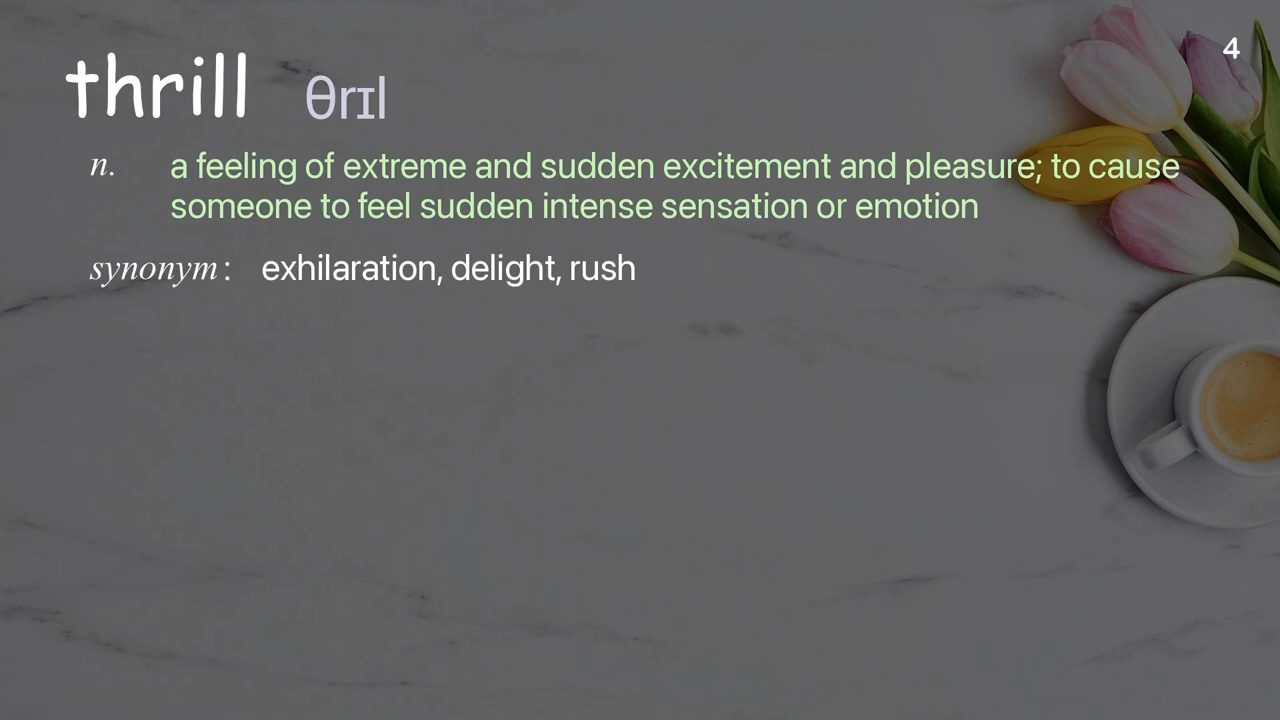 4
thrill θrɪl
n. a feeling of extreme and sudden excitement and pleasure; to cause
someone to feel sudden intense sensation or emotion
synonym : exhilaration, delight, rush